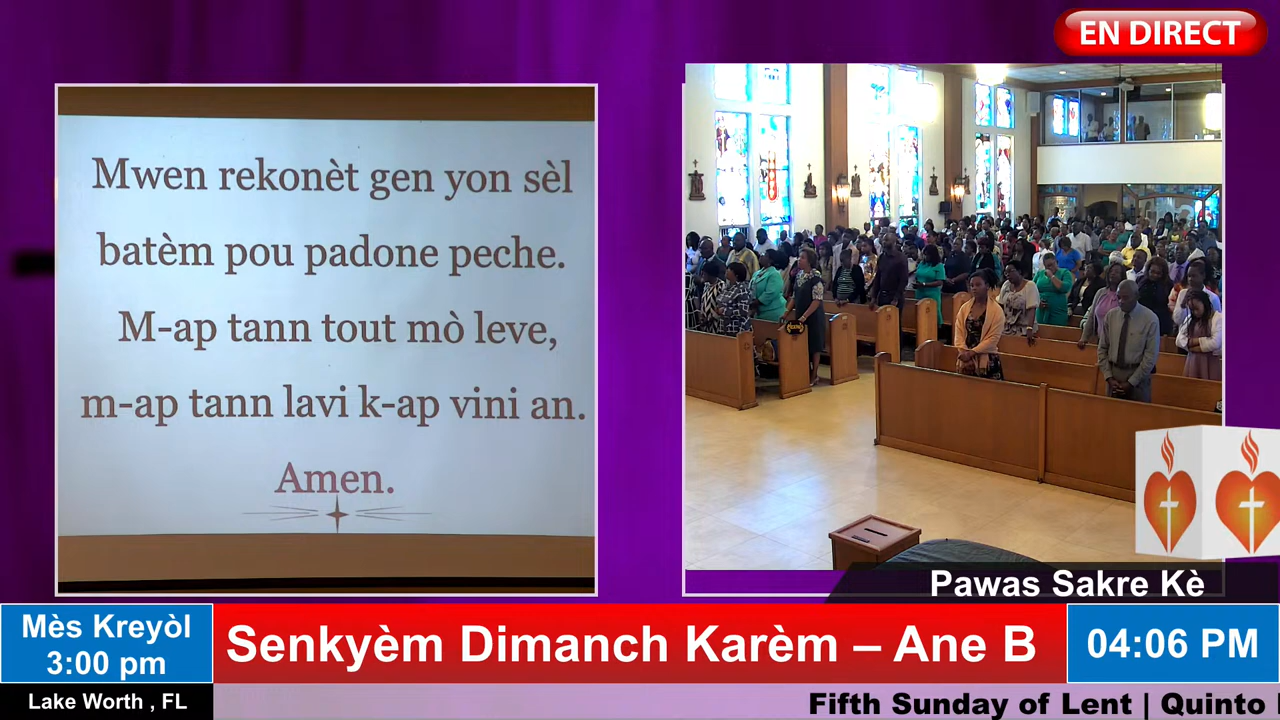 EN DIRECT
Mwen rekonèt gen yon sèl
batèm pou padone peche.
M-ap tann tout mò leve,
m-ap tann lavi k-ap vini an.
Amen.
Pawas Sakre Kè
Mès Kreyòl
3:00 pm
Senkyèm Dimanch Karèm – Ane B
04:06 PM
Lake Worth , FL
Fifth Sunday of Lent | Quinto